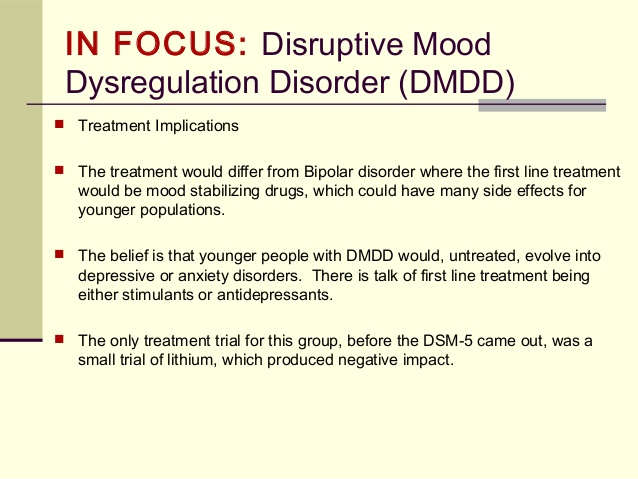 IN FOCUS: Disruptive Mood
Dysregulation Disorder (DMDD)
Treatment Implications
The treatment would differ from Bipolar disorder where the first line treatment
would be mood stabilizing drugs, which could have many side effects for
younger populations.
The belief is that younger people with DMDD would, untreated, evolve into
depressive or anxiety disorders.  There is talk of first line treatment being
either stimulants or antidepressants.
The only treatment trial for this group, before the DSM-5 came out, was a
small trial of lithium, which produced negative impact.